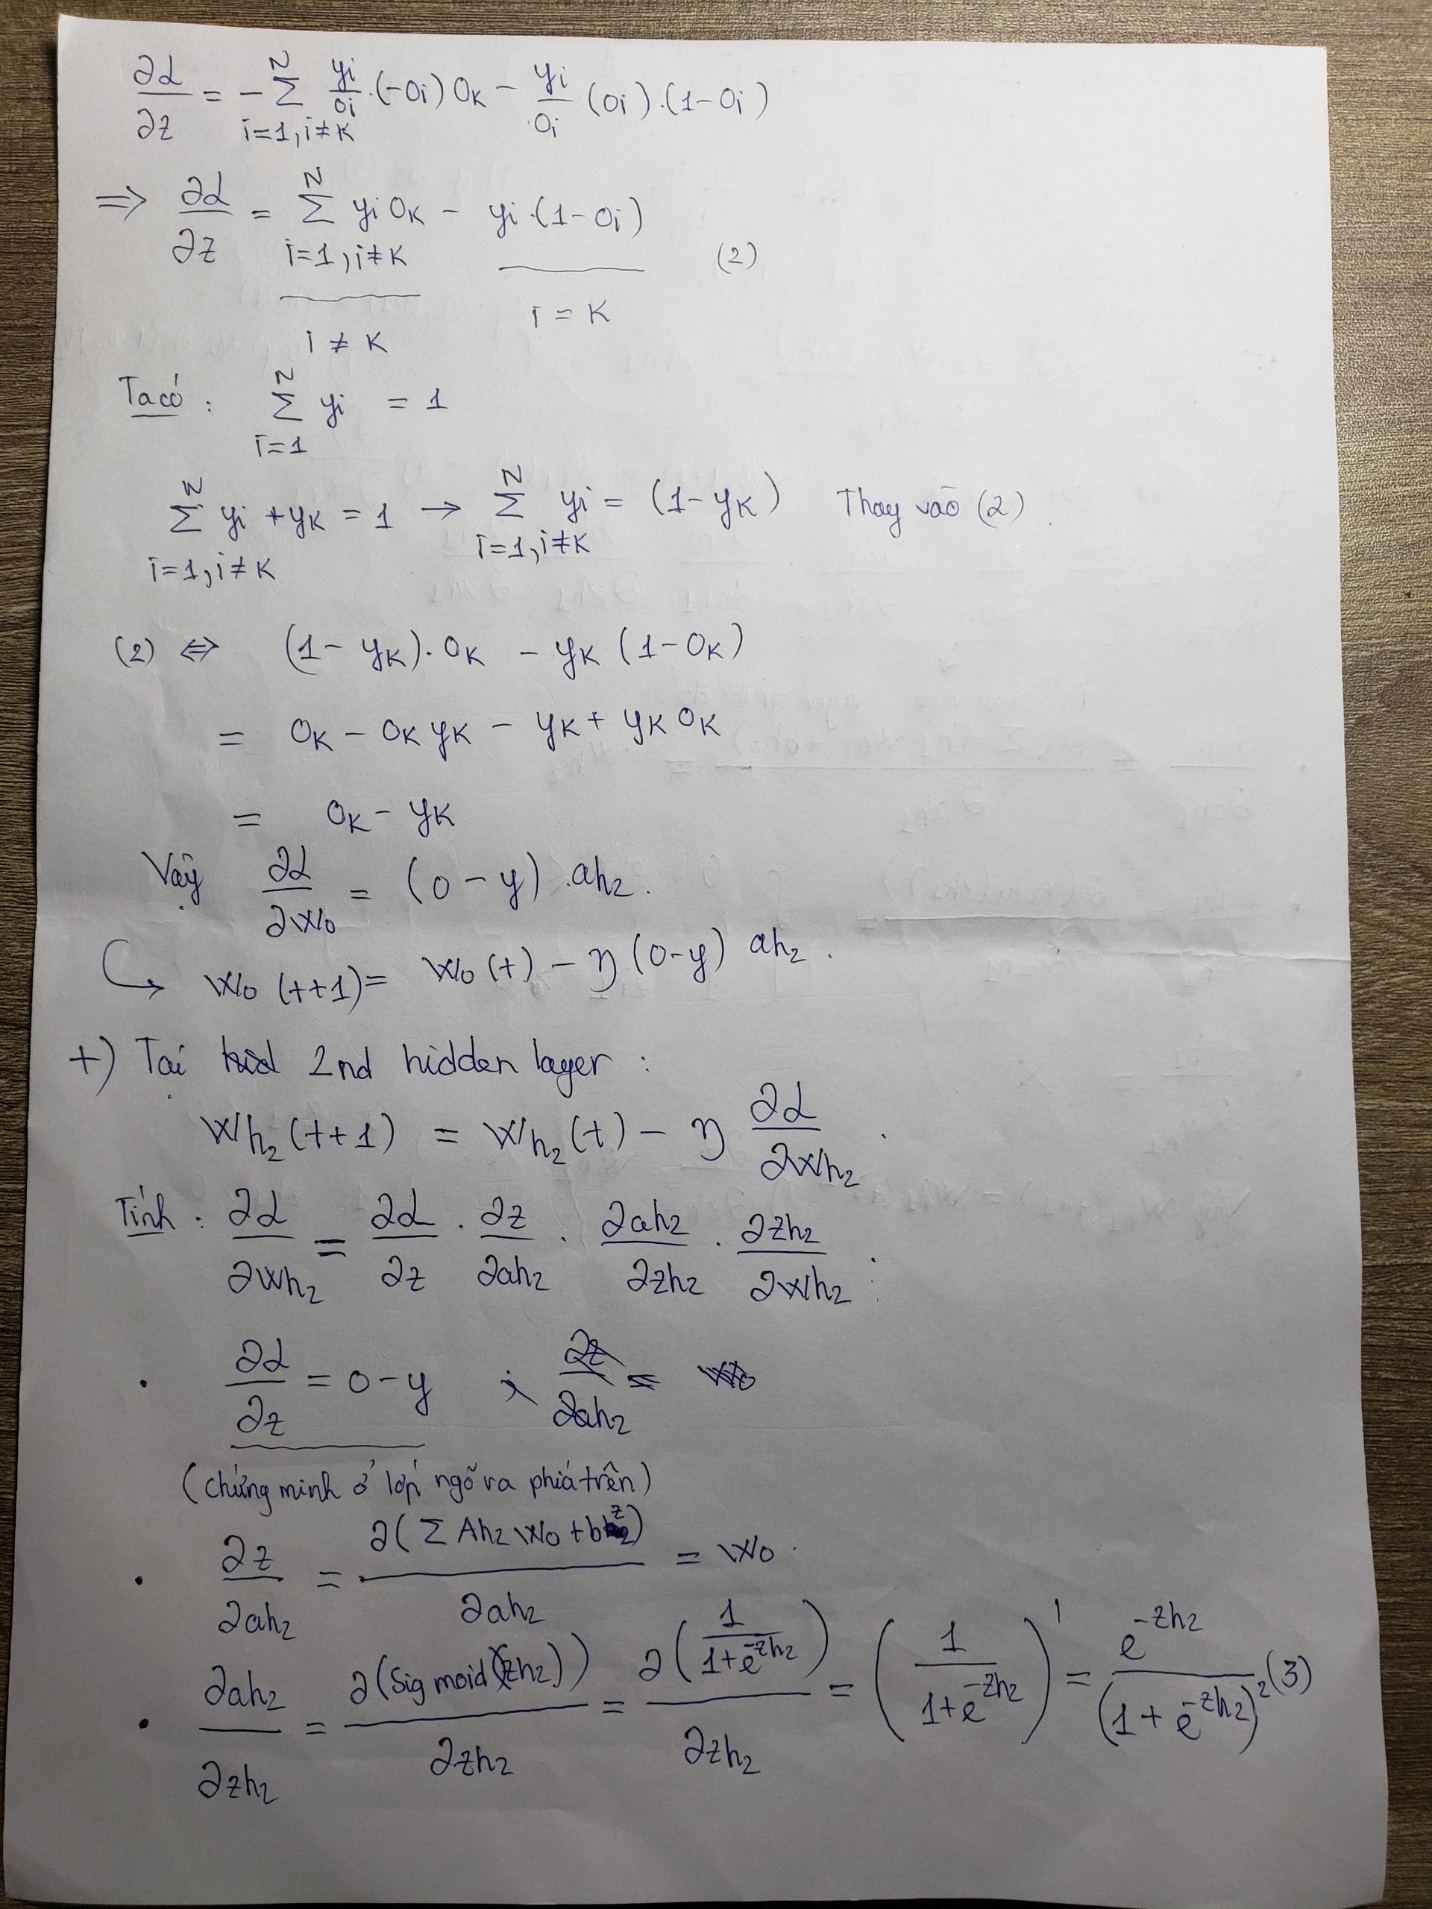 ∂L/∂z = - Σ_{i=1, i≠K}^{N} yi/oi · (-oi) OK - yi/oi (oi) · (1-oi)
=> ∂L/∂z = Σ_{i=1, i≠K}^{N} yi OK - yi · (1-oi) (2)
i ≠ K i = K
Ta có : Σ_{i=1}^{N} yi = 1
Σ_{i=1, i≠K}^{N} yi + yK = 1 → Σ_{i=1, i≠K}^{N} yi = (1-yK) Thay vào (2)
(2) ⇔ (1- yK) · OK - yK (1-OK)
= OK - OK yK - yK + yK OK
= OK - yK
Vậy ∂L/∂Wo = (o-y) · ah2 .
↪ Wo (t+1) = Wo (t) - η (o-y) ah2 .
+) Tại 2nd hidden layer :
Wh2 (t+1) = Wh2 (t) - η ∂L/∂Wh2 .
Tính : ∂L/∂Wh2 = ∂L/∂z · ∂z/∂ah2 · ∂ah2/∂zh2 · ∂zh2/∂Wh2 :
• ∂L/∂z = o-y ; ∂z/∂ah2 = Wo
(chứng minh ở lớp ngõ ra phía trên)
• ∂z/∂ah2 = ∂(Σ Ah2 Wo + bz)/∂ah2 = Wo .
• ∂ah2/∂zh2 = ∂(Sigmoid(zh2))/∂zh2 = ∂(1/(1+e^{-zh2}))/∂zh2 = (1/(1+e^{-zh2}))' = e^{-zh2}/(1+e^{-zh2})^2 (3)